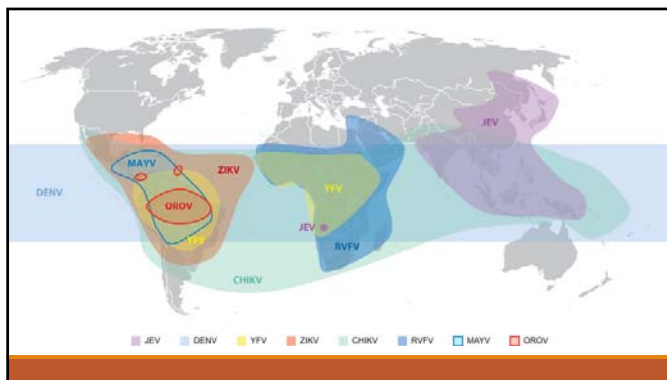 JEV
MAYV
ZIKV
DENV
YFV
OROV
JEV
YFV
RVFV
CHIKV
JEV DENV YFV ZIKV CHIKV RVFV MAYV OROV